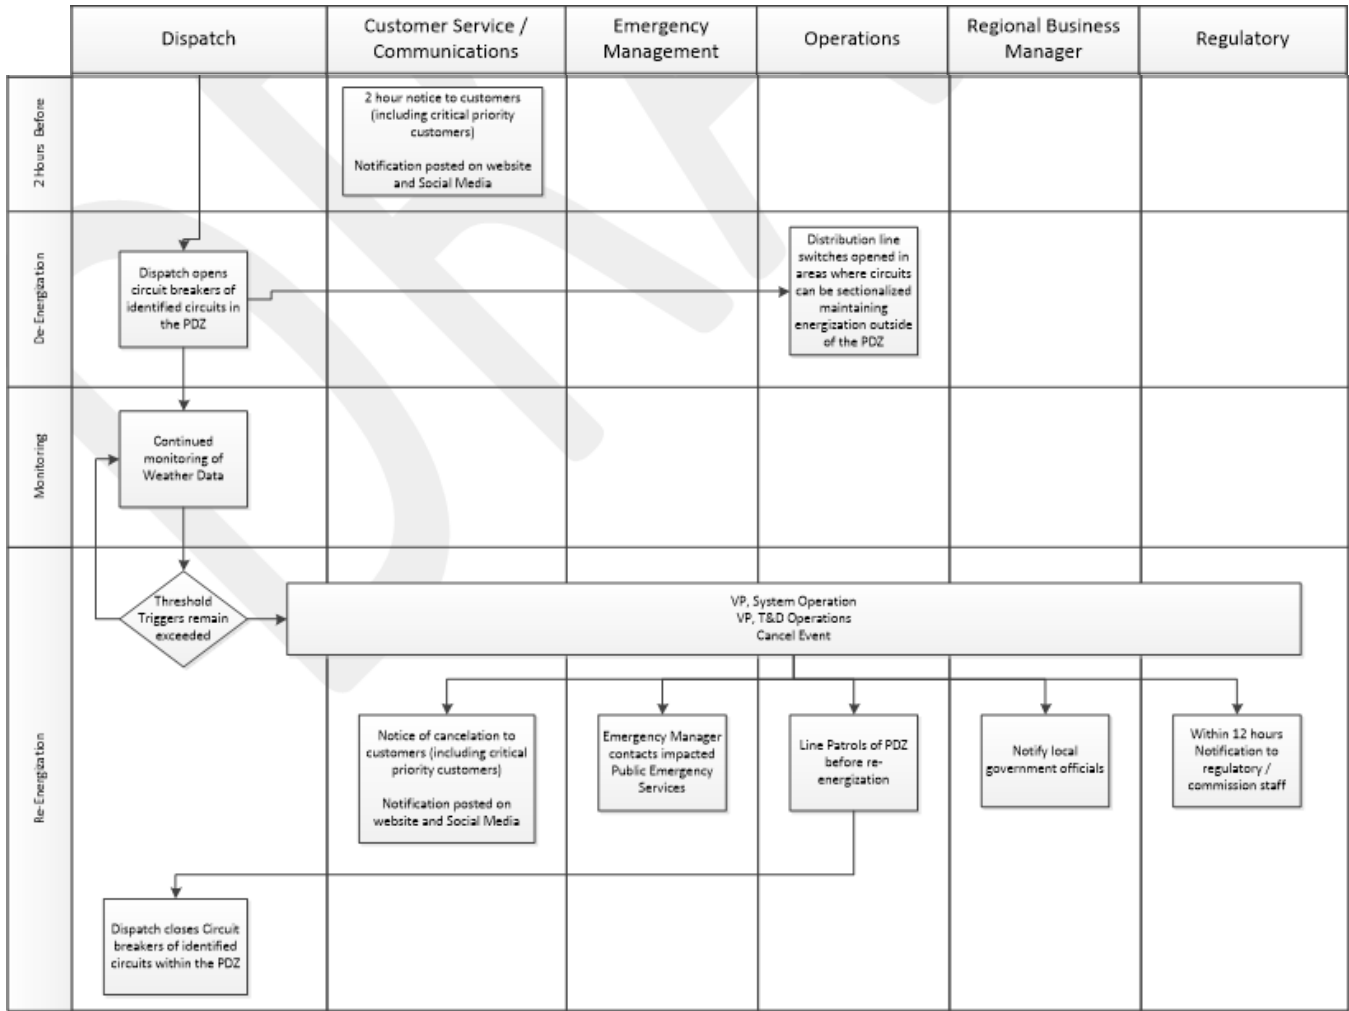 Dispatch
Customer Service /
Communications
Emergency
Management
Operations
Regional Business
Manager
Regulatory
2 Hours Before
2 hour notice to customers
(including critical priority
customers)
Notification posted on website
and Social Media
De-Energization
Dispatch opens
circuit breakers of
identified circuits in
the PDZ
Distribution line
switches opened in
areas where circuits
can be sectionalized
maintaining
energization outside
of the PDZ
Monitoring
Continued
monitoring of
Weather Data
Re-Energization
Threshold
Triggers remain
exceeded
VP, System Operation
VP, T&D Operations
Cancel Event
Notice of cancelation to
customers (including critical
priority customers)
Notification posted on
website and Social Media
Emergency Manager
contacts impacted
Public Emergency
Services
Line Patrols of PDZ
before re-
energization
Notify local
government officials
Within 12 hours
Notification to
regulatory /
commission staff
Dispatch closes Circuit
breakers of identified
circuits within the PDZ